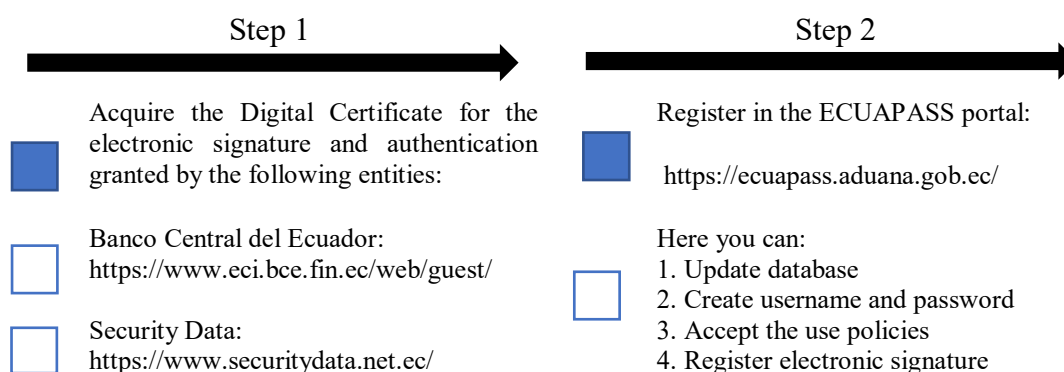 Step 1
Acquire the Digital Certificate for the
electronic signature and authentication
granted by the following entities:
Banco Central del Ecuador:
https://www.eci.bce.fin.ec/web/guest/
Security Data:
https://www.securitydata.net.ec/
Step 2
Register in the ECUAPASS portal:
https://ecuapass.aduana.gob.ec/
Here you can:
1. Update database
2. Create username and password
3. Accept the use policies
4. Register electronic signature